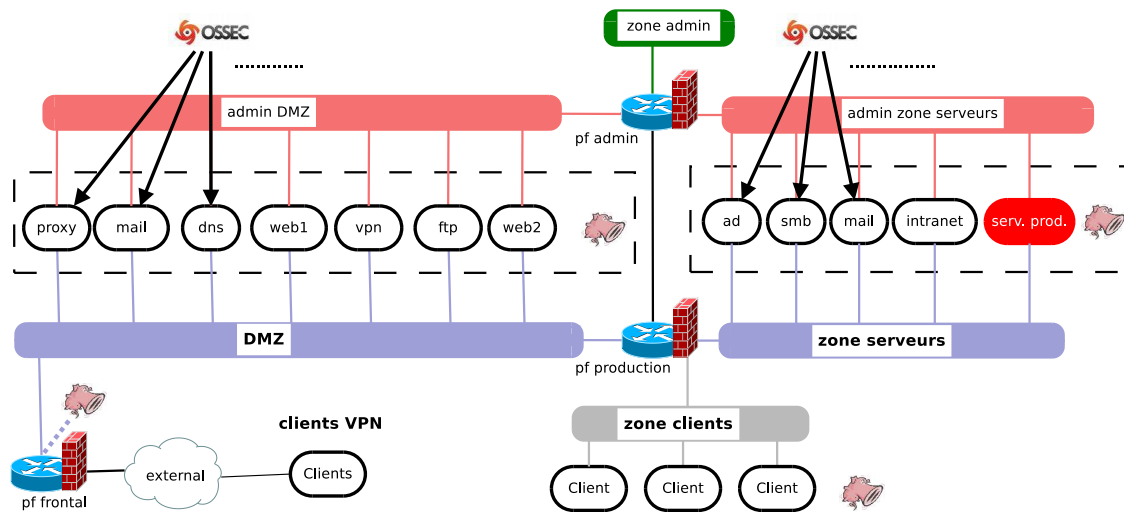 OSSEC
zone admin
OSSEC
admin DMZ
admin zone serveurs
pf admin
proxy
mail
dns
web1
vpn
ftp
web2
ad
smb
mail
intranet
serv. prod.
DMZ
zone serveurs
pf production
clients VPN
zone clients
external
Clients
Client
Client
Client
pf frontal